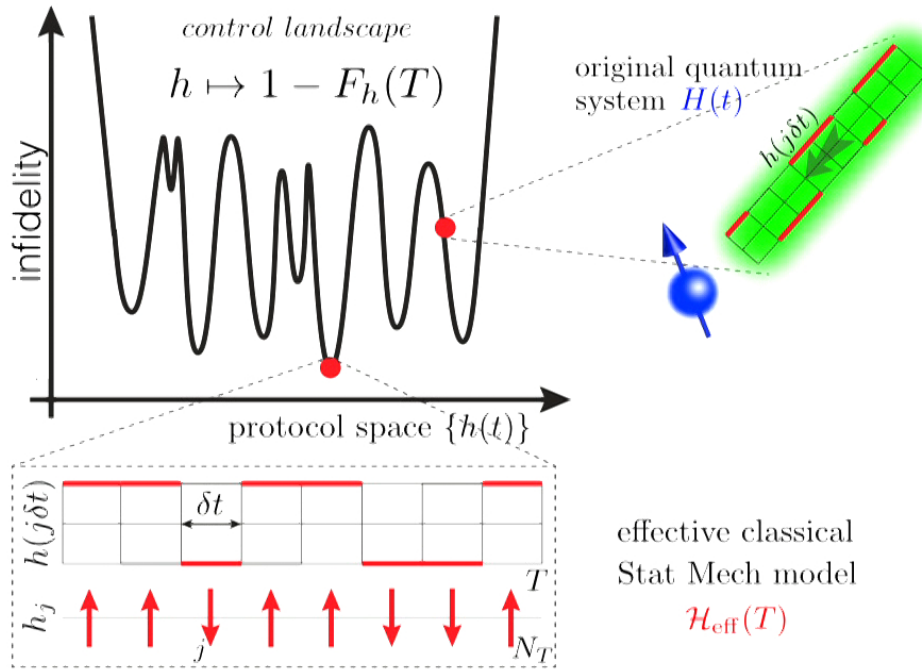 control landscape
h ↦ 1 − F_h(T)
infidelity
protocol space {h(t)}
original quantum
system H(t)
h(jδt)
h(jδt)
δt
T
h_j
j
N_T
effective classical
Stat Mech model
ℋ_eff(T)